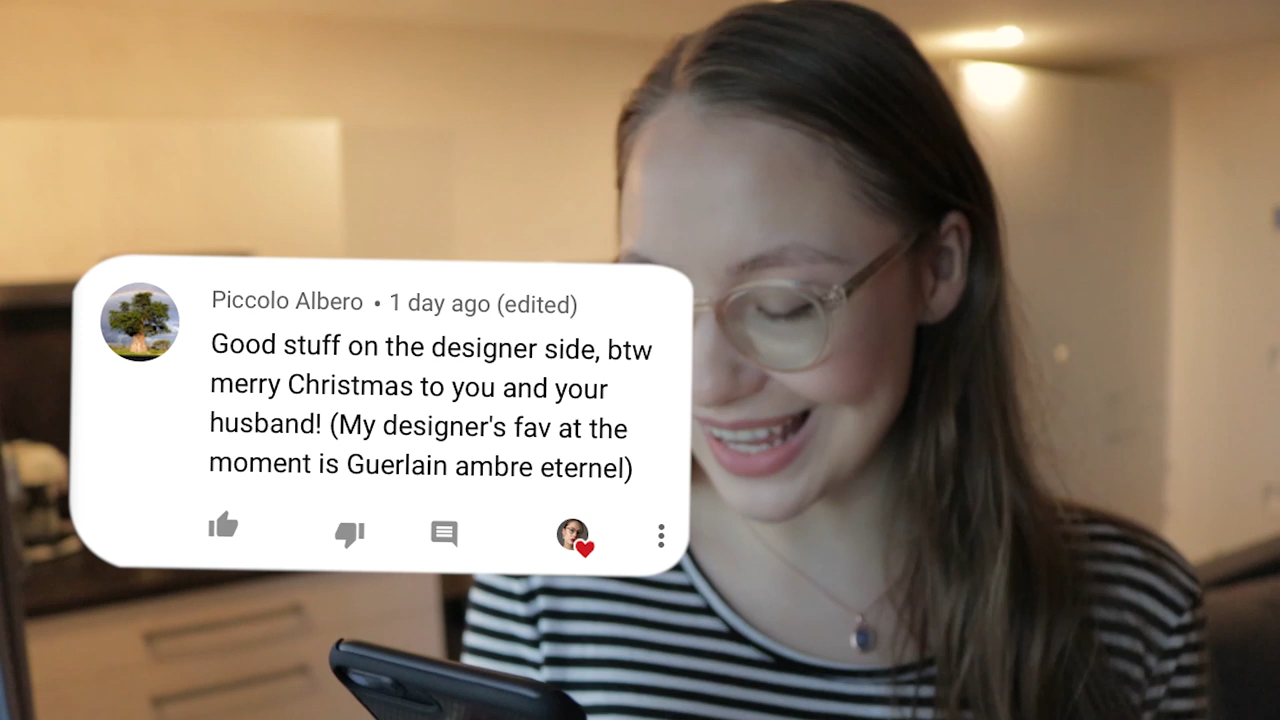 Piccolo Albero • 1 day ago (edited)
Good stuff on the designer side, btw
merry Christmas to you and your
husband! (My designer's fav at the
moment is Guerlain ambre eternel)